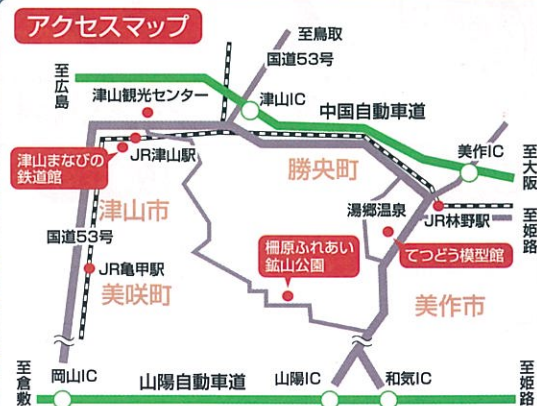 アクセスマップ
至鳥取
国道53号
至広島
津山観光センター
津山IC
中国自動車道
美作IC
至大阪
津山まなびの
鉄道館
JR津山駅
勝央町
津山市
湯郷温泉
JR林野駅
至姫路
国道53号
柵原ふれあい
鉱山公園
てつどう模型館
JR亀甲駅
美咲町
美作市
至倉敷
岡山IC
山陽自動車道
山陽IC
和気IC
至姫路